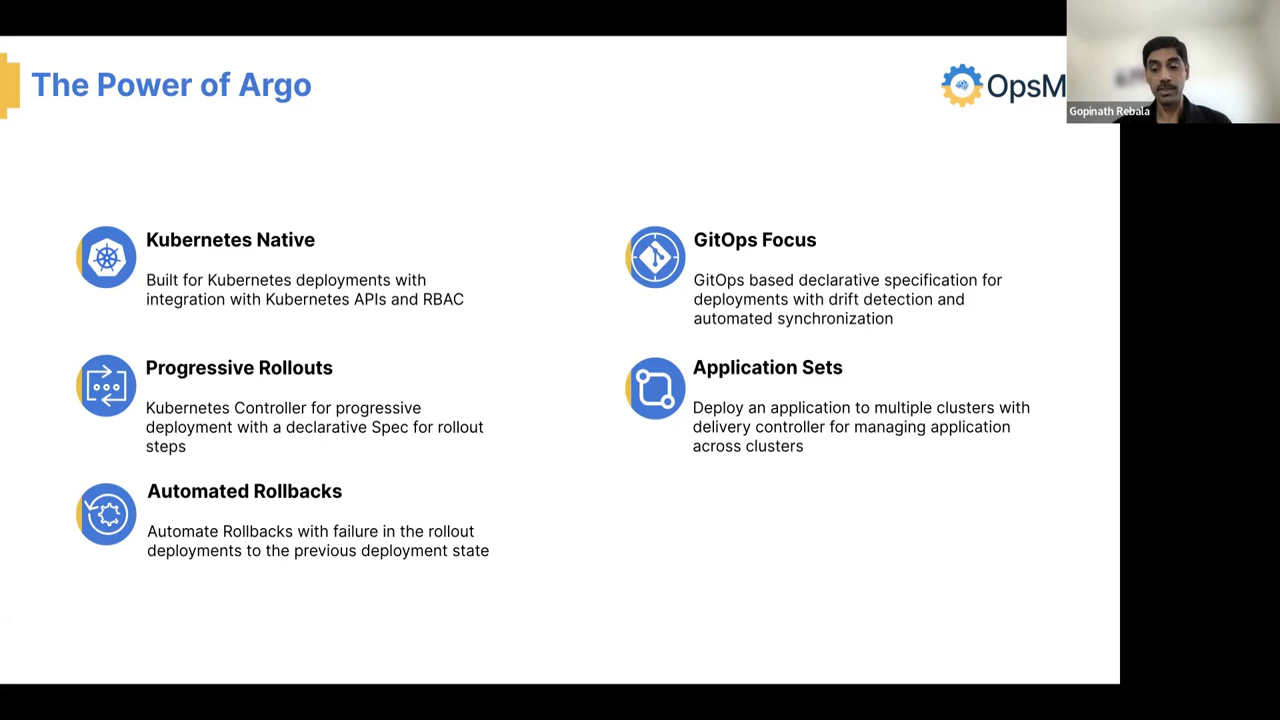 The Power of Argo
OpsM
Gopinath Rebala
Kubernetes Native
Built for Kubernetes deployments with
integration with Kubernetes APIs and RBAC
GitOps Focus
GitOps based declarative specification for
deployments with drift detection and
automated synchronization
Progressive Rollouts
Kubernetes Controller for progressive
deployment with a declarative Spec for rollout
steps
Application Sets
Deploy an application to multiple clusters with
delivery controller for managing application
across clusters
Automated Rollbacks
Automate Rollbacks with failure in the rollout
deployments to the previous deployment state